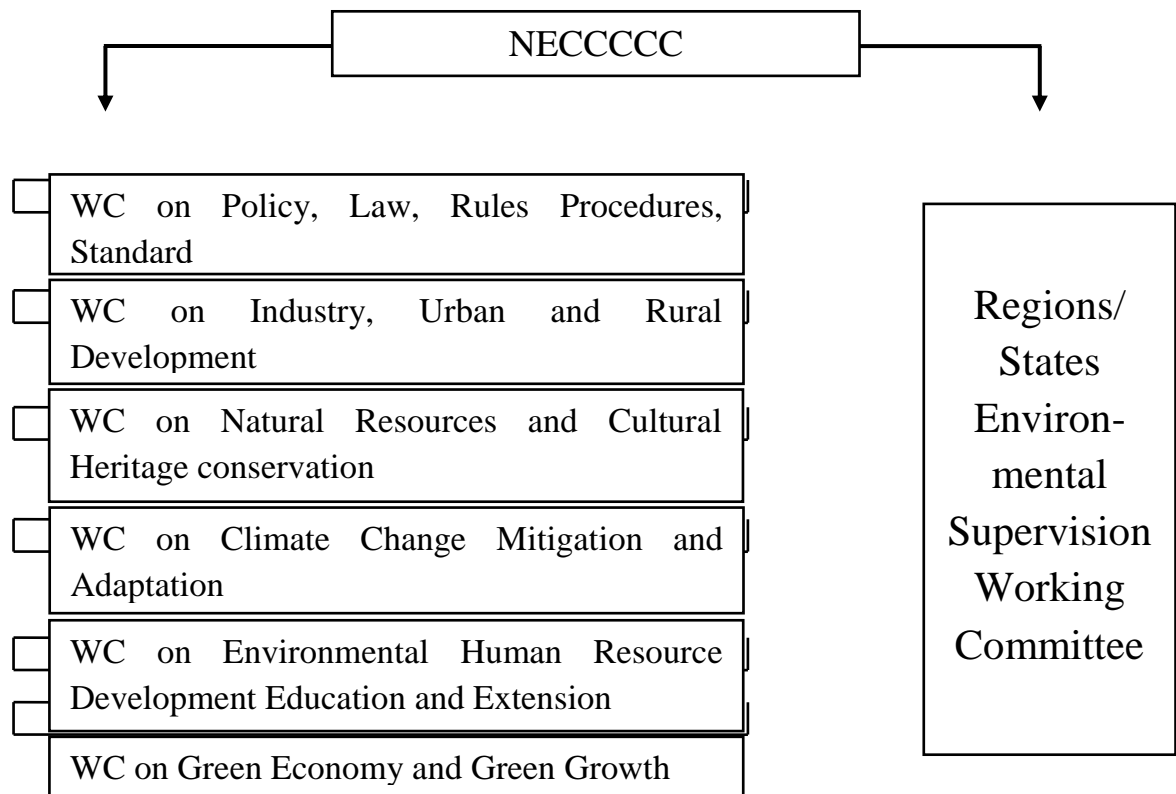 NECCCCC
WC on Policy, Law, Rules Procedures,
Standard
WC on Industry, Urban and Rural
Development
WC on Natural Resources and Cultural
Heritage conservation
WC on Climate Change Mitigation and
Adaptation
WC on Environmental Human Resource
Development Education and Extension
WC on Green Economy and Green Growth
Regions/
States
Environ-
mental
Supervision
Working
Committee